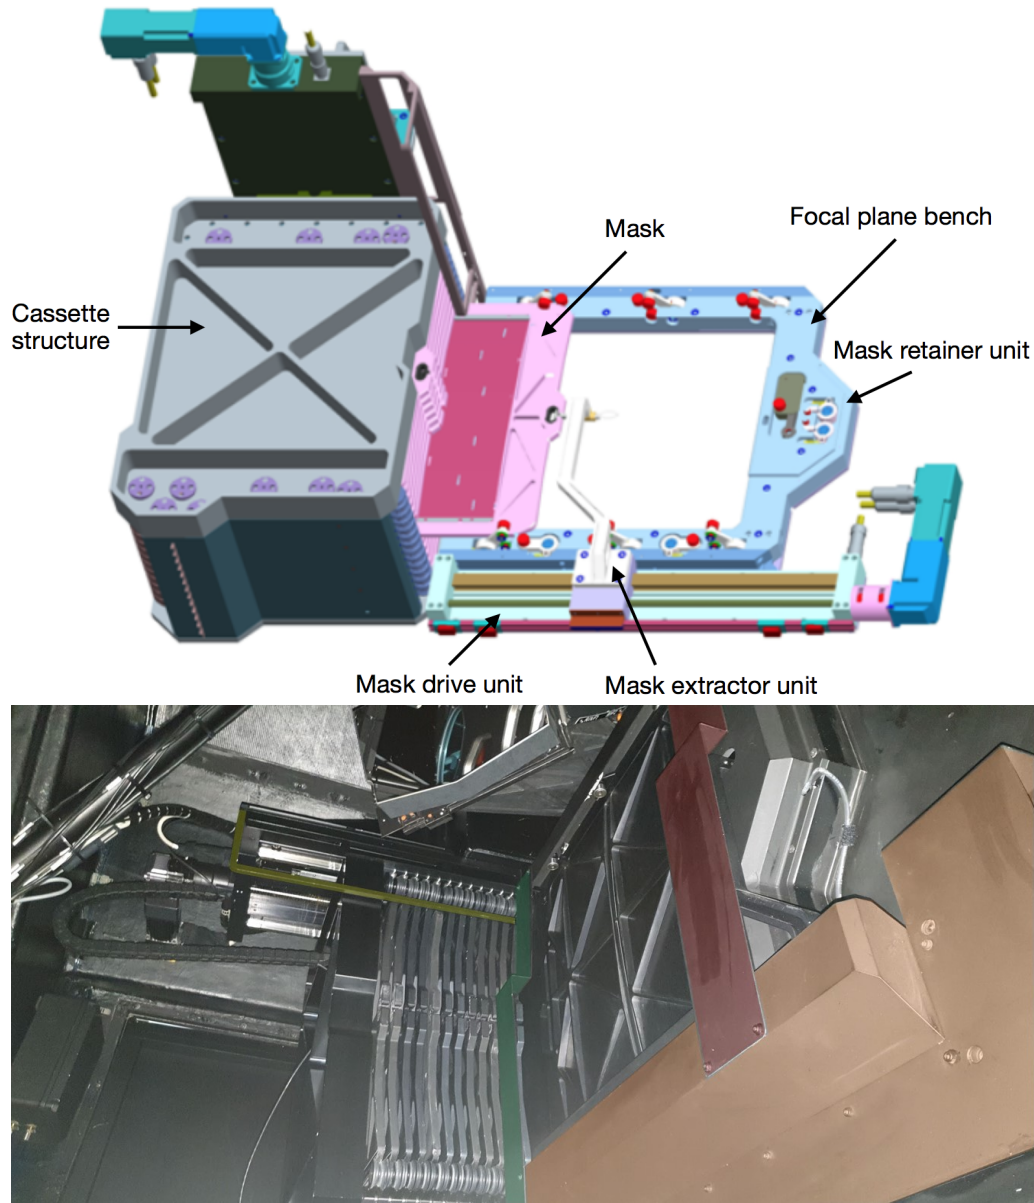 Mask
Focal plane bench
Cassette
structure
Mask retainer unit
Mask drive unit
Mask extractor unit